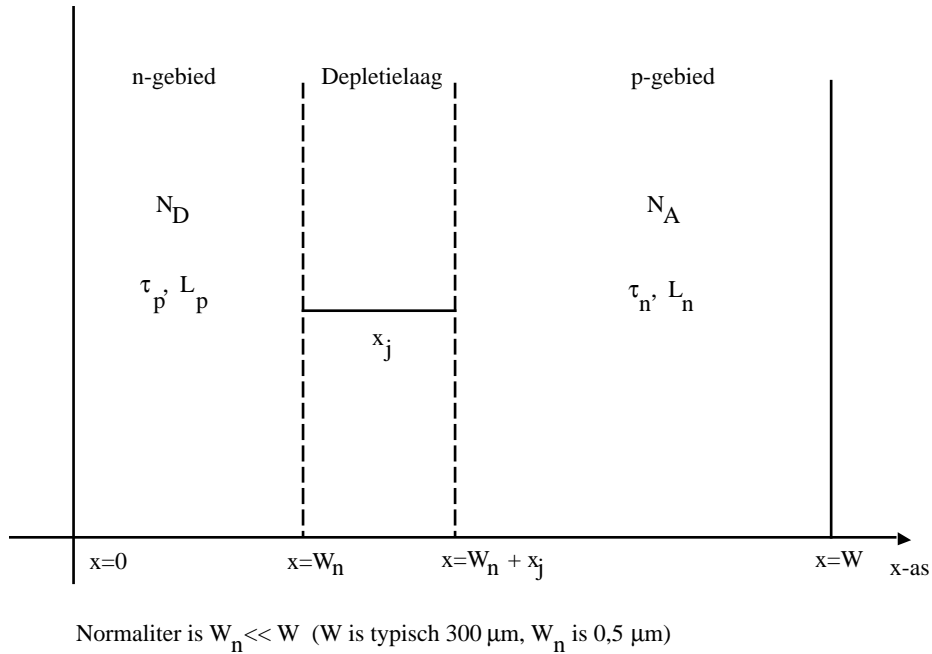 n-gebied Depletielaag p-gebied
N_D N_A
τ_p, L_p τ_n, L_n
x_j
x=0 x=W_n x=W_n + x_j x=W x-as
Normaliter is W_n<< W (W is typisch 300 μm, W_n is 0,5 μm)